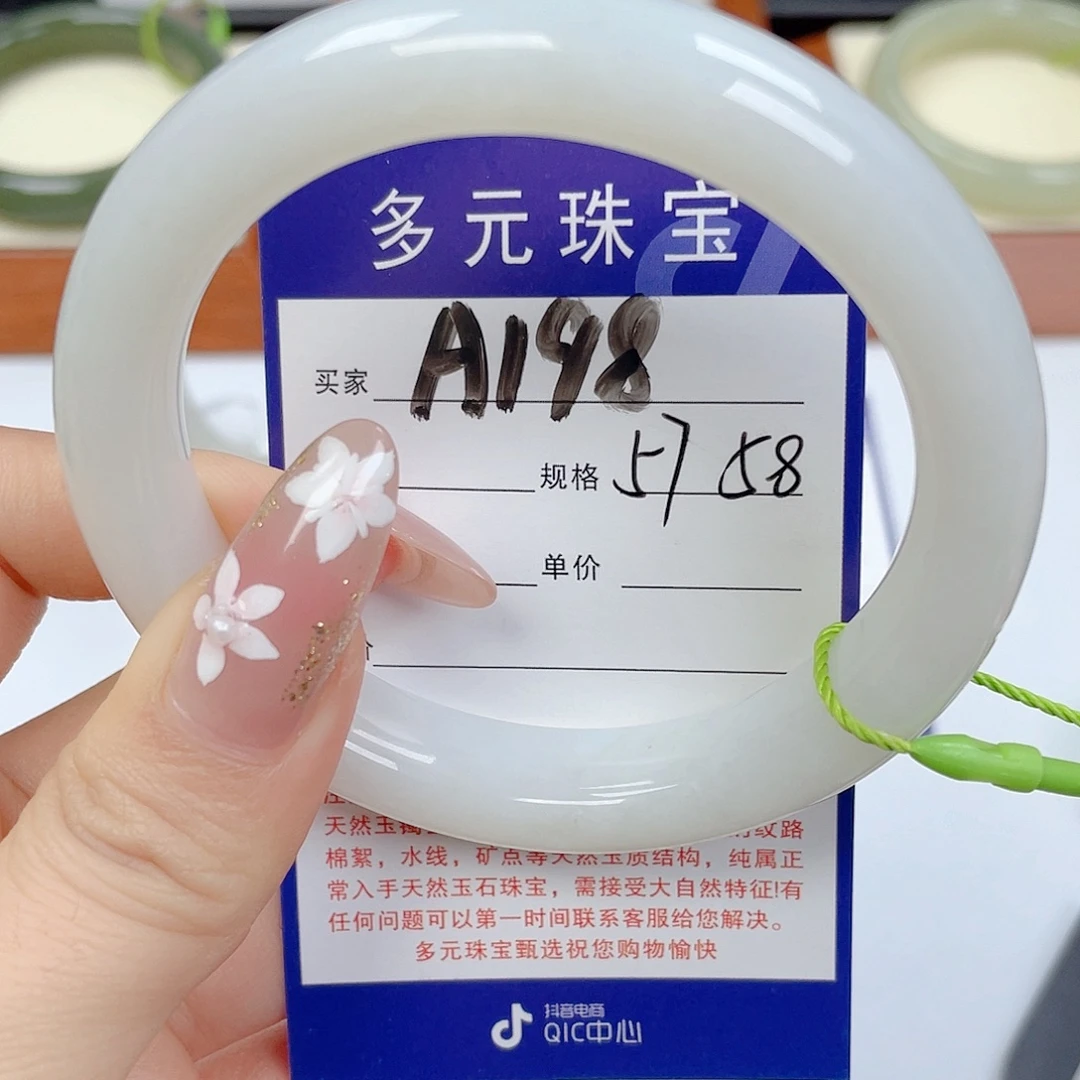 多元珠宝
买家 A198
规格 57 58
单价
价
天然玉镯
纹路
棉絮，水线，矿点等天然玉质结构，纯属正
常入手天然玉石珠宝，需接受大自然特征!有
任何问题可以第一时间联系客服给您解决。
多元珠宝甄选祝您购物愉快
抖音电商
QIC中心